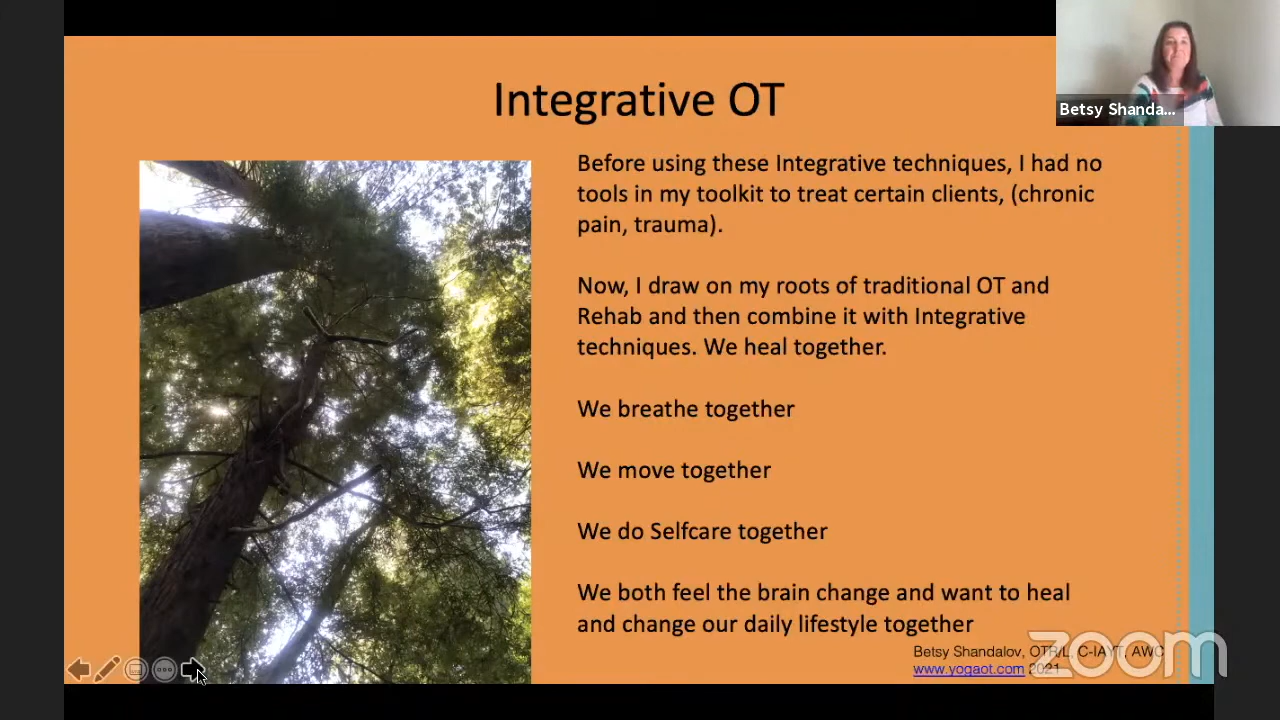 Integrative OT
Betsy Shanda...
Before using these Integrative techniques, I had no
tools in my toolkit to treat certain clients, (chronic
pain, trauma).
Now, I draw on my roots of traditional OT and
Rehab and then combine it with Integrative
techniques. We heal together.
We breathe together
We move together
We do Selfcare together
We both feel the brain change and want to heal
and change our daily lifestyle together
Betsy Shandalov, OTR/L, C-IAYT, AWC
www.yogaot.com 2021
zoom